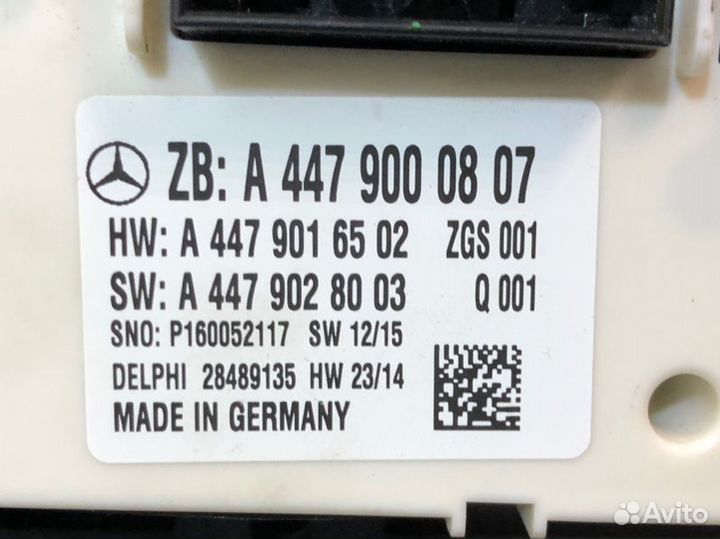 ZB: A 447 900 08 07
HW: A 447 901 65 02 ZGS 001
SW: A 447 902 80 03 Q 001
SNO: P160052117 SW 12/15
DELPHI 28489135 HW 23/14
MADE IN GERMANY
Avito